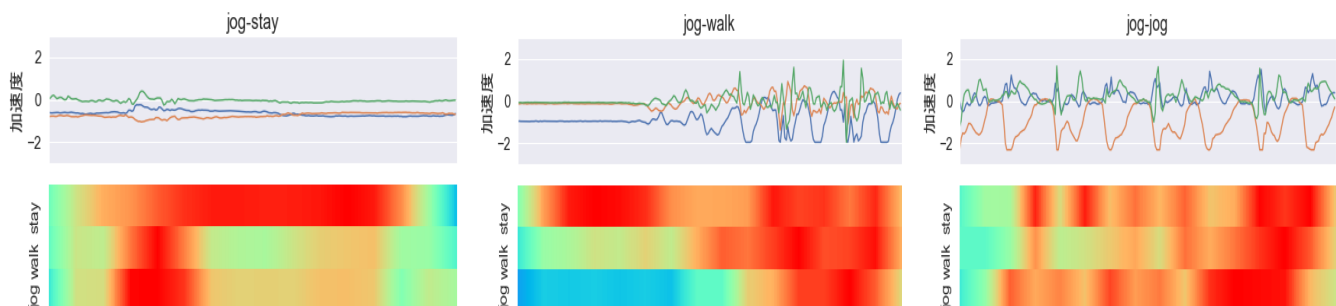 jog-stay
jog-walk
jog-jog
加速度
2
0
−2
加速度
2
0
−2
加速度
2
0
−2
stay
walk
jog
stay
walk
jog
stay
walk
jog